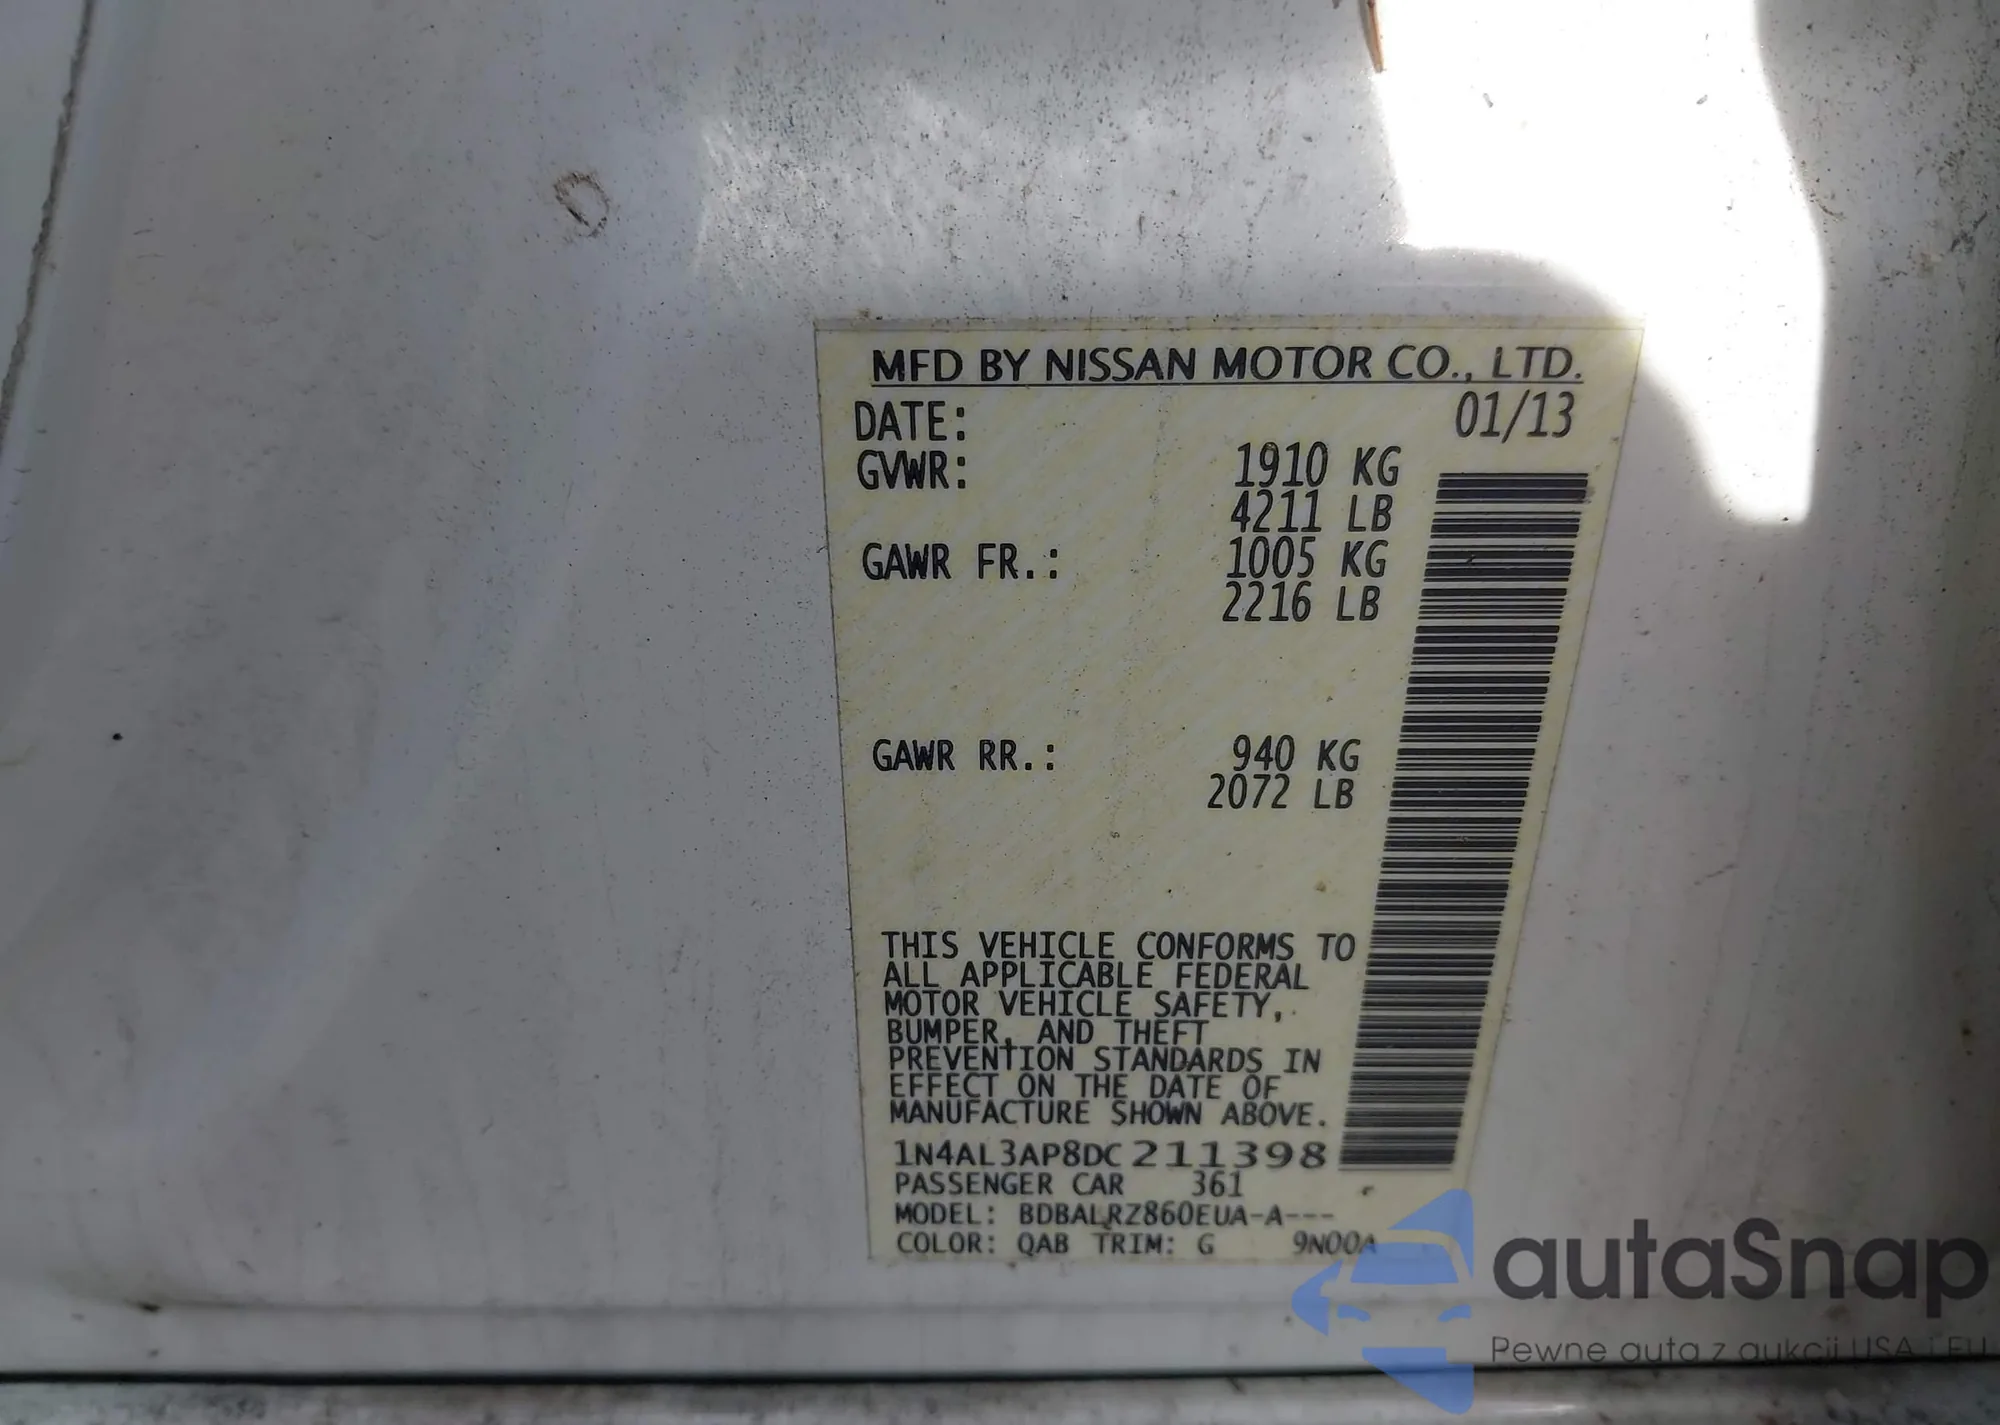 MFD BY NISSAN MOTOR CO., LTD.
DATE: 01/13
GVWR: 1910 KG
4211 LB
GAWR FR.: 1005 KG
2216 LB
GAWR RR.: 940 KG
2072 LB
THIS VEHICLE CONFORMS TO
ALL APPLICABLE FEDERAL
MOTOR VEHICLE SAFETY,
BUMPER, AND THEFT
PREVENTION STANDARDS IN
EFFECT ON THE DATE OF
MANUFACTURE SHOWN ABOVE.
1N4AL3AP8DC211398
PASSENGER CAR 361
MODEL: BDBALRZ860EUA-A---
COLOR: QAB TRIM: G 9N00A
autaSnap
Pewne auta z aukcji USA i EU